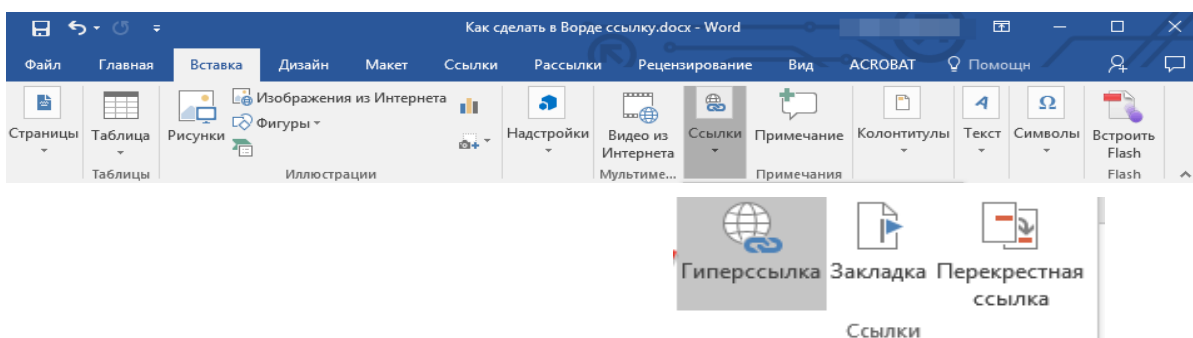 Как сделать в Ворде ссылку.docx - Word
Файл Главная Вставка Дизайн Макет Ссылки Рассылки Рецензирование Вид ACROBAT Помощн
Изображения из Интернета
Фигуры
Страницы Таблица Рисунки Надстройки Видео из Интернета Ссылки Примечание Колонтитулы Текст Символы Встроить Flash
Таблицы Иллюстрации Мультиме... Примечания Flash
Гиперссылка Закладка Перекрестная
ссылка
Ссылки